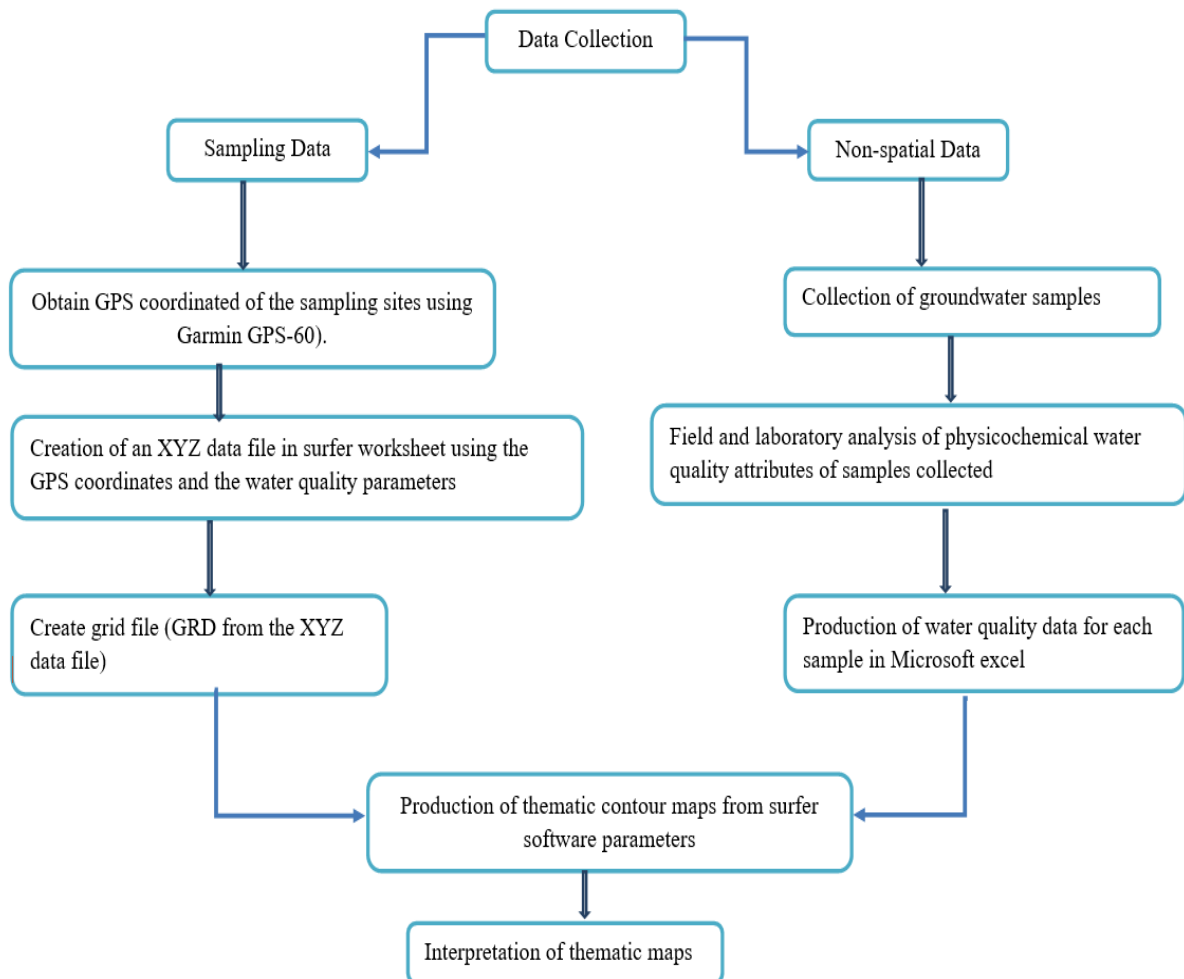 Data Collection
Sampling Data
Non-spatial Data
Obtain GPS coordinated of the sampling sites using
Garmin GPS-60).
Collection of groundwater samples
Creation of an XYZ data file in surfer worksheet using the
GPS coordinates and the water quality parameters
Field and laboratory analysis of physicochemical water
quality attributes of samples collected
Create grid file (GRD from the XYZ
data file)
Production of water quality data for each
sample in Microsoft excel
Production of thematic contour maps from surfer
software parameters
Interpretation of thematic maps